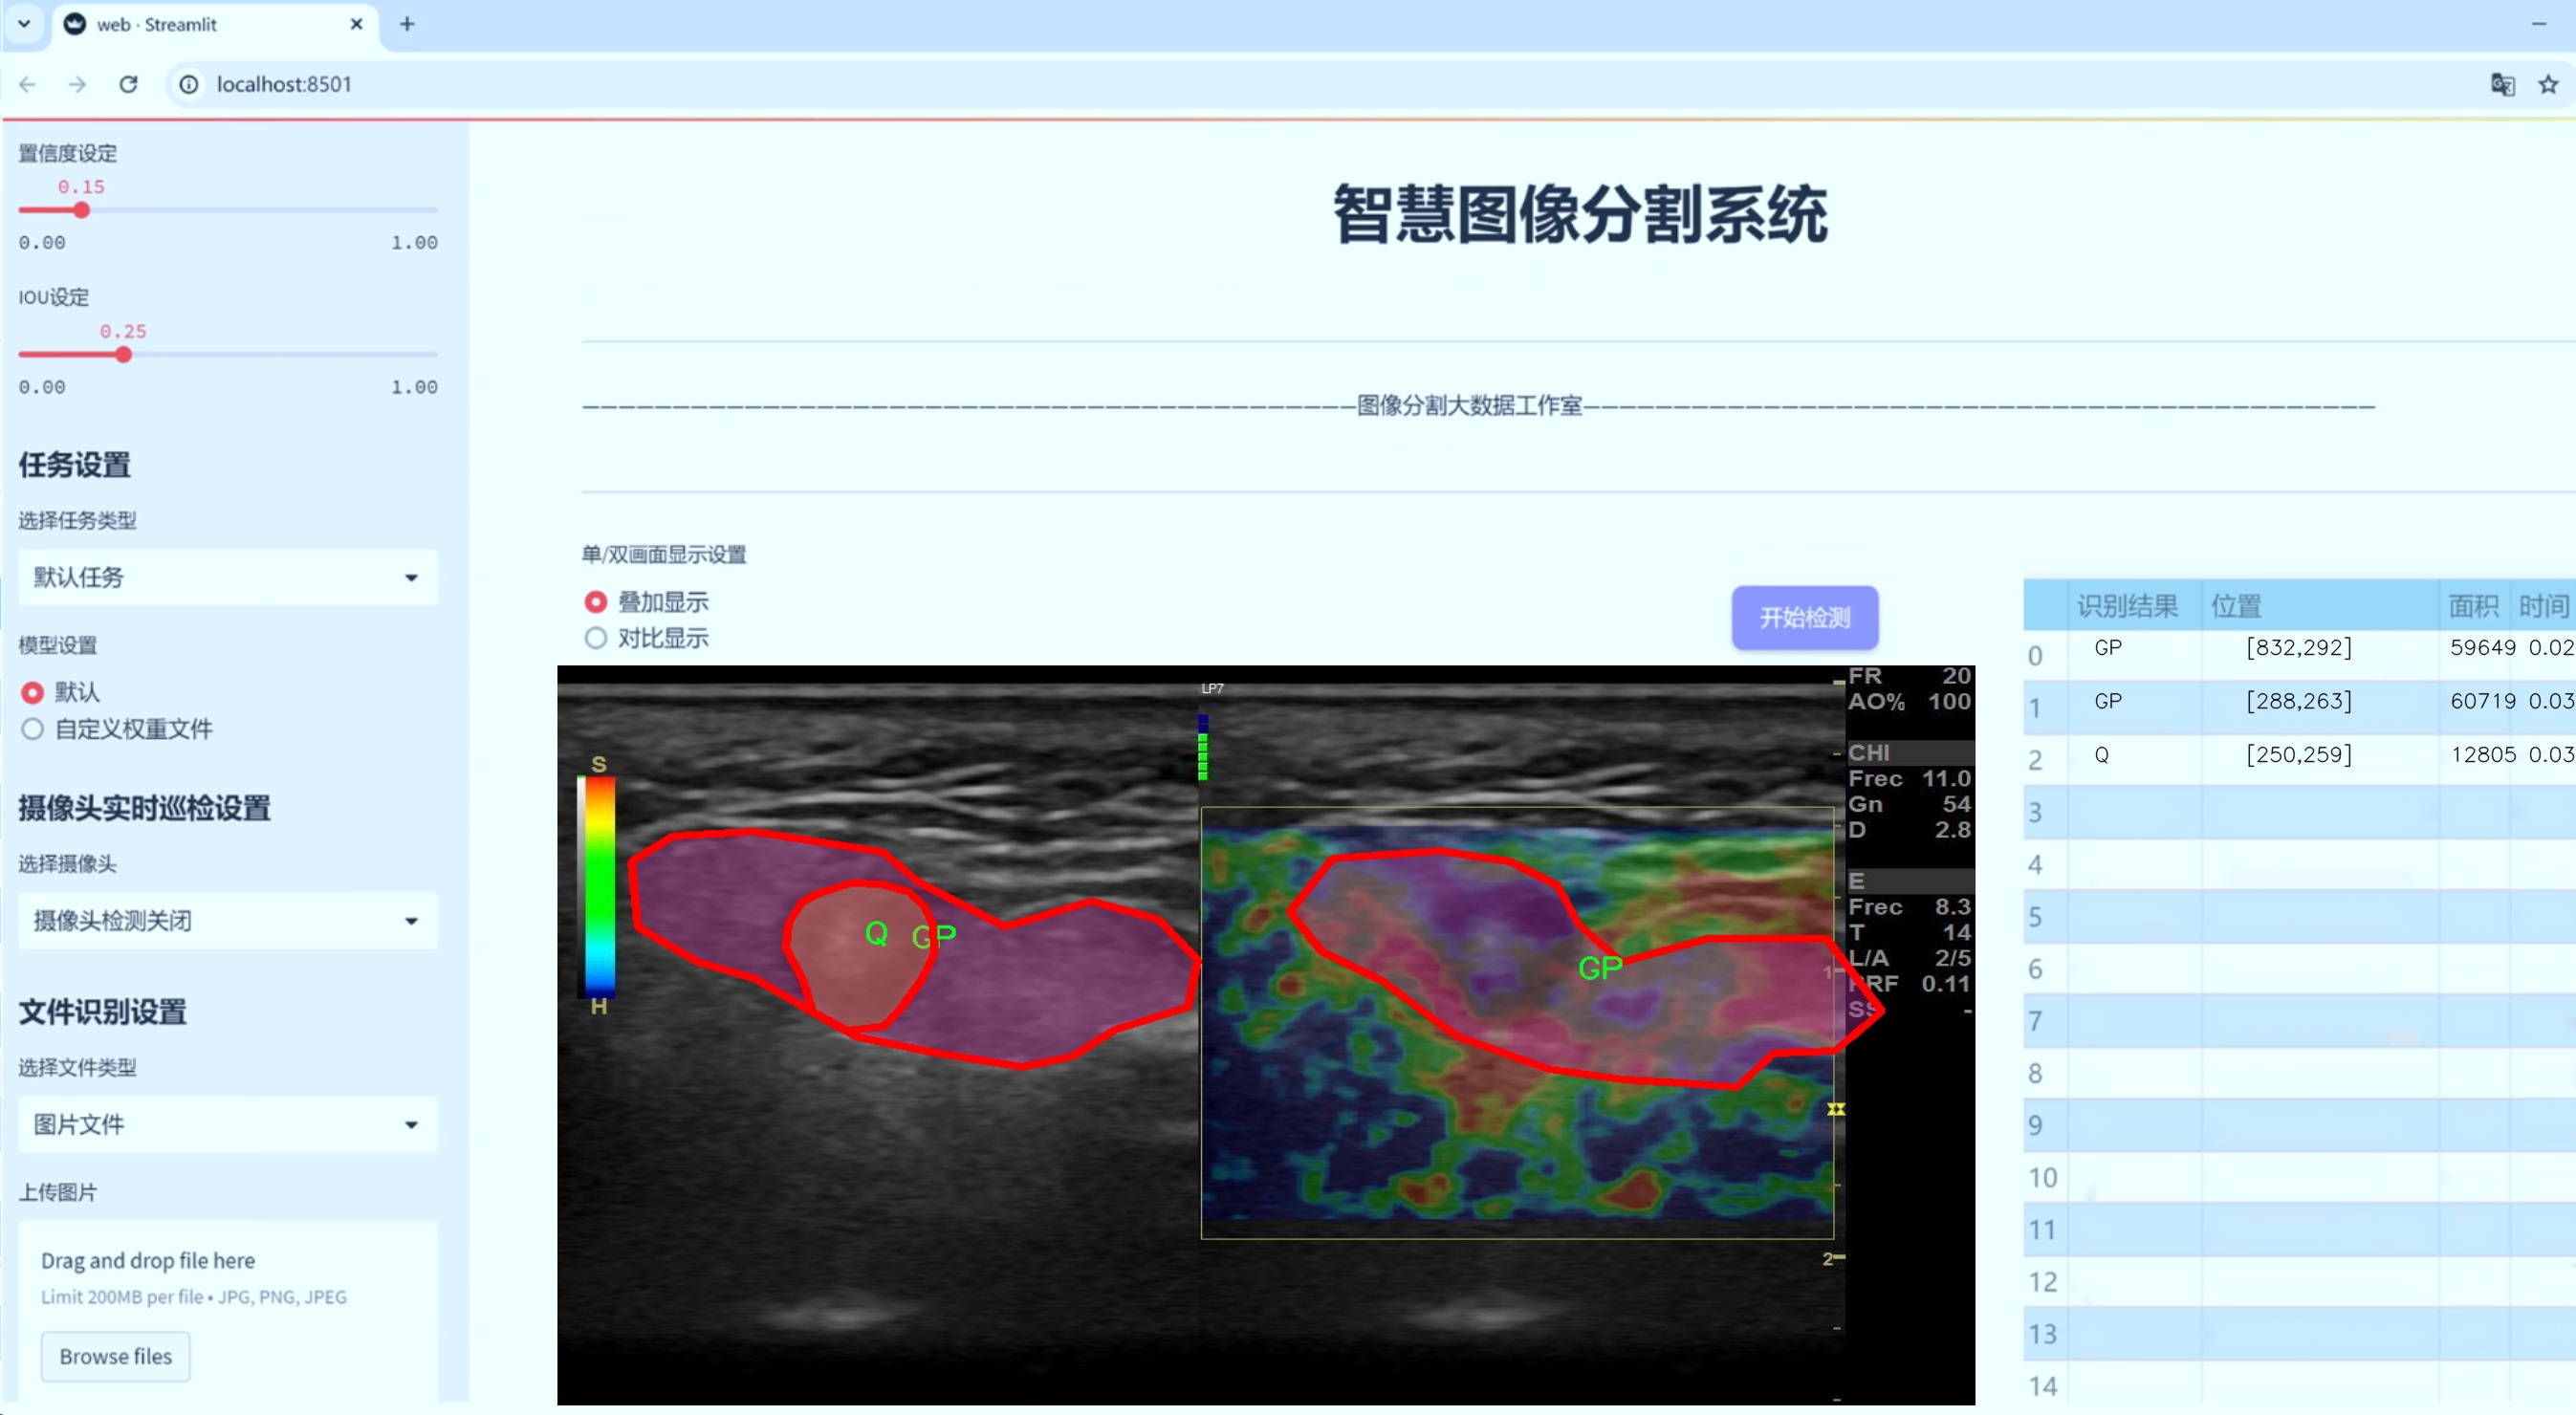 web · Streamlit
localhost:8501
置信度设定
0.15
0.00 1.00
IOU设定
0.25
0.00 1.00
任务设置
选择任务类型
默认任务
模型设置
默认
自定义权重文件
摄像头实时巡检设置
选择摄像头
摄像头检测关闭
文件识别设置
选择文件类型
图片文件
上传图片
Drag and drop file here
Limit 200MB per file • JPG, PNG, JPEG
Browse files
智慧图像分割系统
图像分割大数据工作室
单/双画面显示设置
叠加显示
对比显示
开始检测
LP7
S
H
Q GP
GP
1
2
FR 20
AO% 100
CHI
Frec 11.0
Gn 54
D 2.8
E
Frec 8.3
T 14
L/A 2/5
PRF 0.11
SS -
识别结果 位置 面积 时间
0 GP [832,292] 59649 0.02
1 GP [288,263] 60719 0.03
2 Q [250,259] 12805 0.03
3
4
5
6
7
8
9
10
11
12
13
14